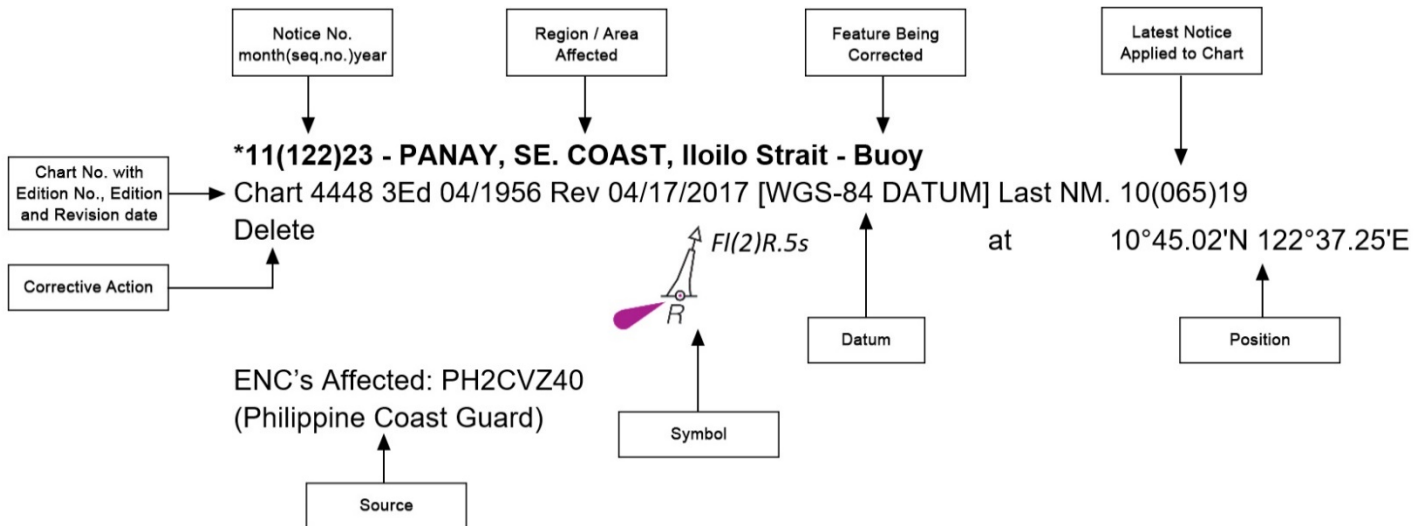 Notice No.
month(seq.no.)year
Region / Area
Affected
Feature Being
Corrected
Latest Notice
Applied to Chart
*11(122)23 - PANAY, SE. COAST, Iloilo Strait - Buoy
Chart No. with
Edition No., Edition
and Revision date
Chart 4448 3Ed 04/1956 Rev 04/17/2017 [WGS-84 DATUM] Last NM. 10(065)19
Delete
Fl(2)R.5s
at
10°45.02'N 122°37.25'E
Corrective Action
R
Datum
Position
ENC's Affected: PH2CVZ40
(Philippine Coast Guard)
Symbol
Source